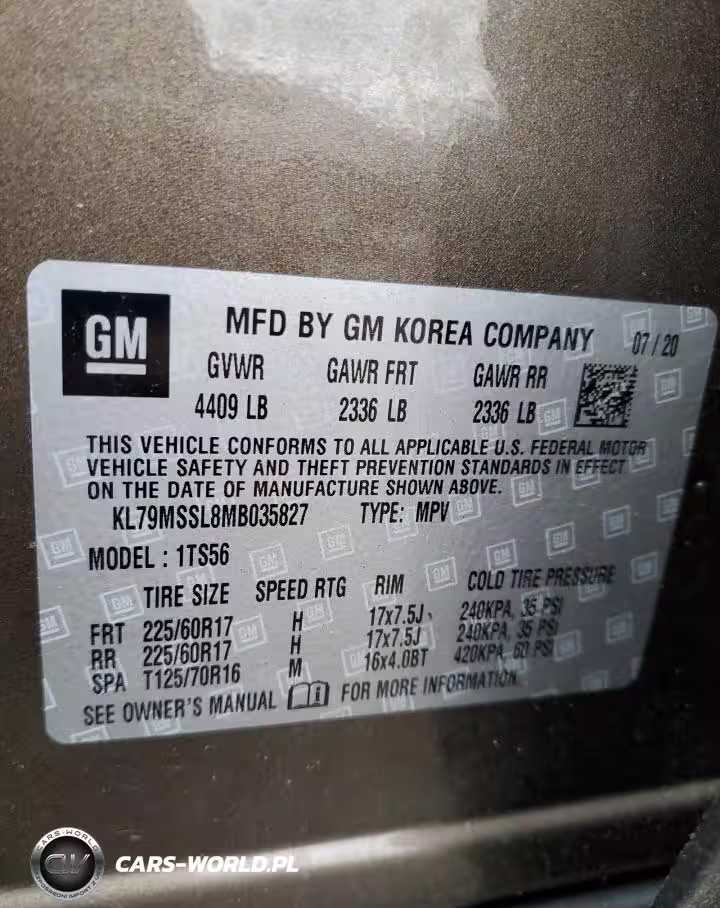 GM
MFD BY GM KOREA COMPANY 07/20
GVWR GAWR FRT GAWR RR
4409 LB 2336 LB 2336 LB
THIS VEHICLE CONFORMS TO ALL APPLICABLE U.S. FEDERAL MOTOR
VEHICLE SAFETY AND THEFT PREVENTION STANDARDS IN EFFECT
ON THE DATE OF MANUFACTURE SHOWN ABOVE.
KL79MSSL8MB035827 TYPE: MPV
MODEL : 1TS56
TIRE SIZE SPEED RTG RIM COLD TIRE PRESSURE
FRT 225/60R17 H 17x7.5J 240KPA, 35 PSI
RR 225/60R17 H 17x7.5J 240KPA, 35 PSI
SPA T125/70R16 M 16x4.0BT 420KPA, 60 PSI
SEE OWNER'S MANUAL FOR MORE INFORMATION
CARS-WORLD
CW
CARS-WORLD.PL